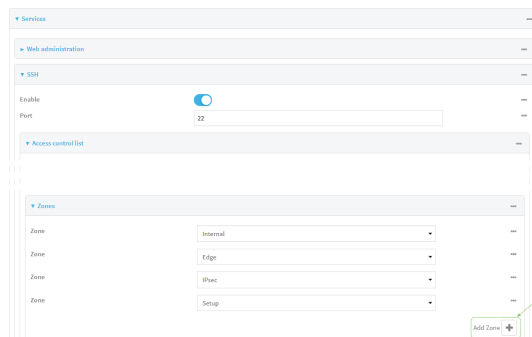 Services
Web administration
SSH
Enable
Port 22
Access control list
Zones
Zone Internal
Zone Edge
Zone IPsec
Zone Setup
Add Zone